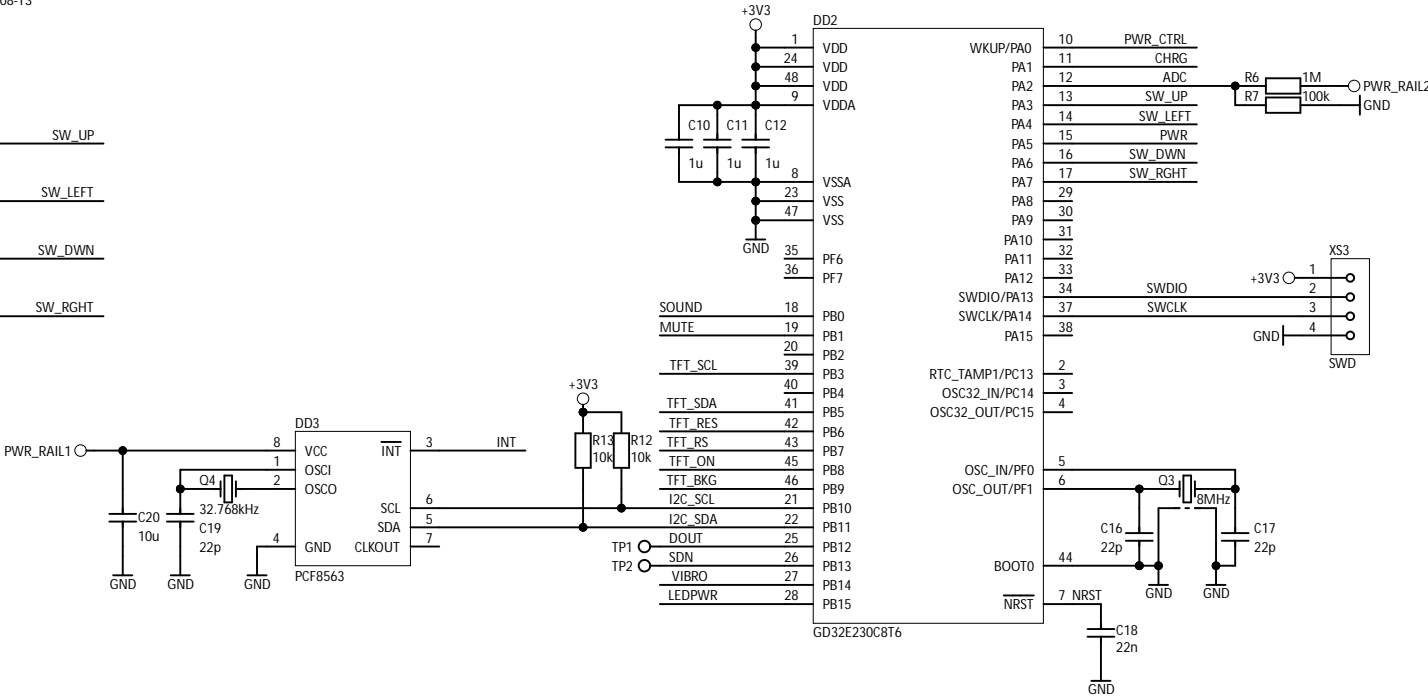 08-13
SW_UP
SW_LEFT
SW_DWN
SW_RGHT
+3V3
DD2
1 VDD
24 VDD
48 VDD
9 VDDA
C10 C11 C12
1u 1u 1u
8 VSSA
23 VSS
47 VSS
GND
35 PF6
36 PF7
SOUND 18 PB0
MUTE 19 PB1
20 PB2
TFT_SCL 39 PB3
40 PB4
TFT_SDA 41 PB5
TFT_RES 42 PB6
TFT_RS 43 PB7
TFT_ON 45 PB8
TFT_BKG 46 PB9
I2C_SCL 21 PB10
I2C_SDA 22 PB11
TP1 DOUT 25 PB12
TP2 SDN 26 PB13
VIBRO 27 PB14
LEDPWR 28 PB15
GD32E230C8T6
WKUP/PA0 10 PWR_CTRL
PA1 11 CHRG
PA2 12 ADC
PA3 13 SW_UP
PA4 14 SW_LEFT
PA5 15 PWR
PA6 16 SW_DWN
PA7 17 SW_RGHT
PA8 29
PA9 30
PA10 31
PA11 32
PA12 33
SWDIO/PA13 34 SWDIO
SWCLK/PA14 37 SWCLK
PA15 38
RTC_TAMP1/PC13 2
OSC32_IN/PC14 3
OSC32_OUT/PC15 4
OSC_IN/PF0 5
OSC_OUT/PF1 6
BOOT0 44
NRST 7 NRST
R6 1M PWR_RAIL2
R7 100k GND
XS3
+3V3 1
2
3
GND 4
SWD
Q3
8MHz
C16
22p
C17
22p
GND GND
C18
22n
GND
+3V3
R13 R12
10k 10k
DD3
PWR_RAIL1 8 VCC
1 OSCI
2 OSCO
4 GND
INT 3 INT
SCL 6
SDA 5
CLKOUT 7
PCF8563
Q4
32.768kHz
C20
10u
C19
22p
GND GND GND